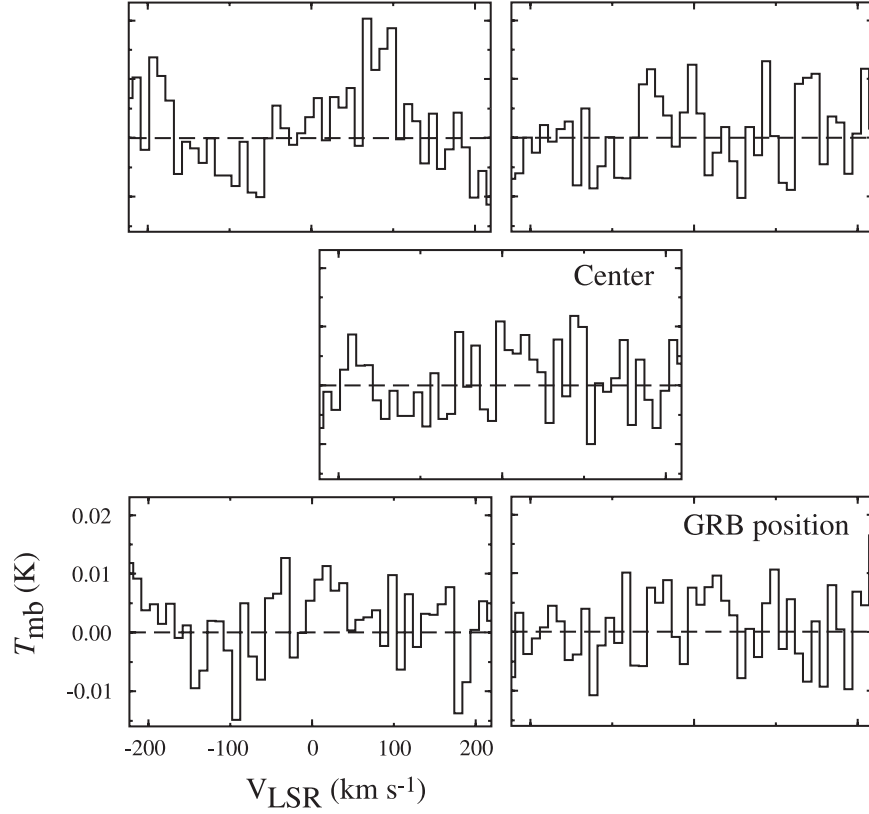 Center
GRB position
0.02
0.01
0.00
-0.01
T_mb (K)
-200 -100 0 100 200
V_LSR (km s⁻¹)